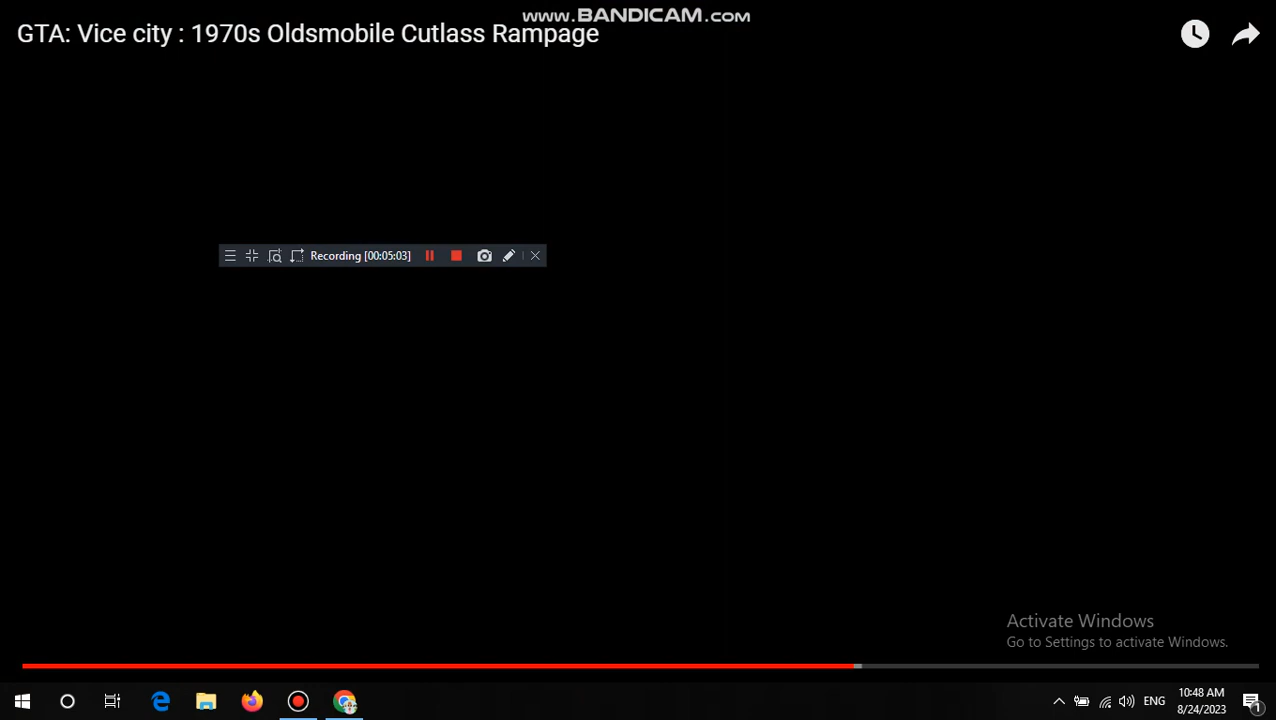 www.BANDICAM.com
GTA: Vice city : 1970s Oldsmobile Cutlass Rampage
Recording [00:05:03]
Activate Windows
Go to Settings to activate Windows.
ENG
10:48 AM
8/24/2023
1